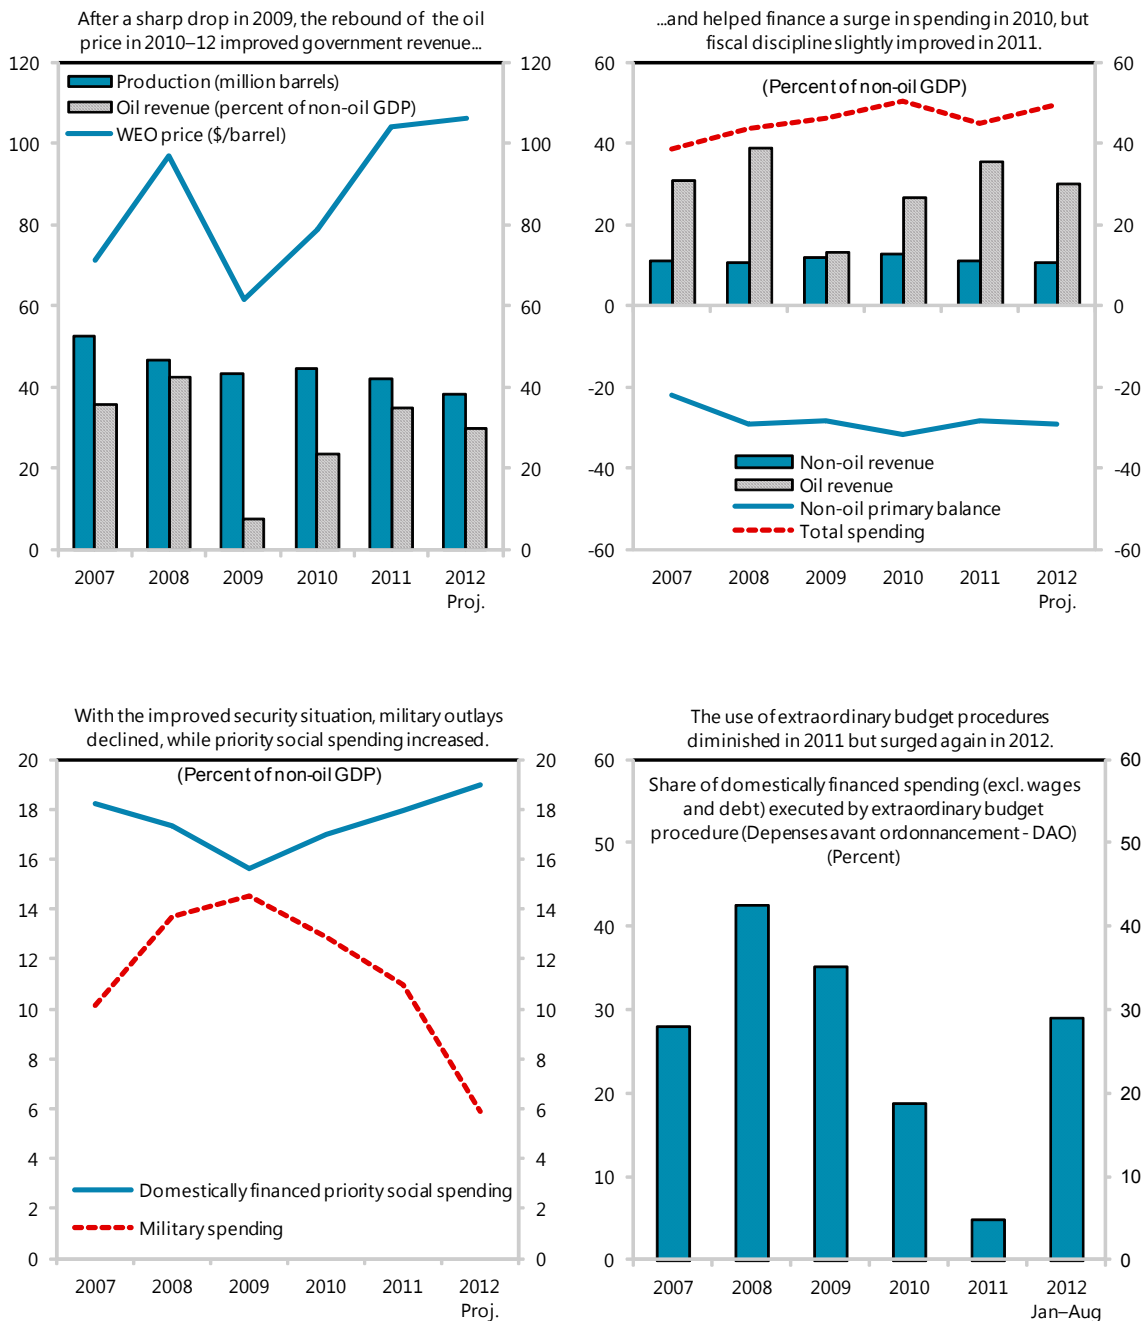 After a sharp drop in 2009, the rebound of the oil
price in 2010–12 improved government revenue...
120
100
80
60
40
20
0
120
100
80
60
40
20
0
Production (million barrels)
Oil revenue (percent of non-oil GDP)
WEO price ($/barrel)
2007 2008 2009 2010 2011 2012
Proj.
...and helped finance a surge in spending in 2010, but
fiscal discipline slightly improved in 2011.
60
40
20
0
-20
-40
-60
60
40
20
0
-20
-40
-60
(Percent of non-oil GDP)
Non-oil revenue
Oil revenue
Non-oil primary balance
Total spending
2007 2008 2009 2010 2011 2012
Proj.
With the improved security situation, military outlays
declined, while priority social spending increased.
20
18
16
14
12
10
8
6
4
2
0
20
18
16
14
12
10
8
6
4
2
0
(Percent of non-oil GDP)
Domestically financed priority social spending
Military spending
2007 2008 2009 2010 2011 2012
Proj.
The use of extraordinary budget procedures
diminished in 2011 but surged again in 2012.
60
50
40
30
20
10
0
60
50
40
30
20
10
0
Share of domestically financed spending (excl. wages
and debt) executed by extraordinary budget
procedure (Depenses avant ordonnancement - DAO)
(Percent)
2007 2008 2009 2010 2011 2012
Jan–Aug